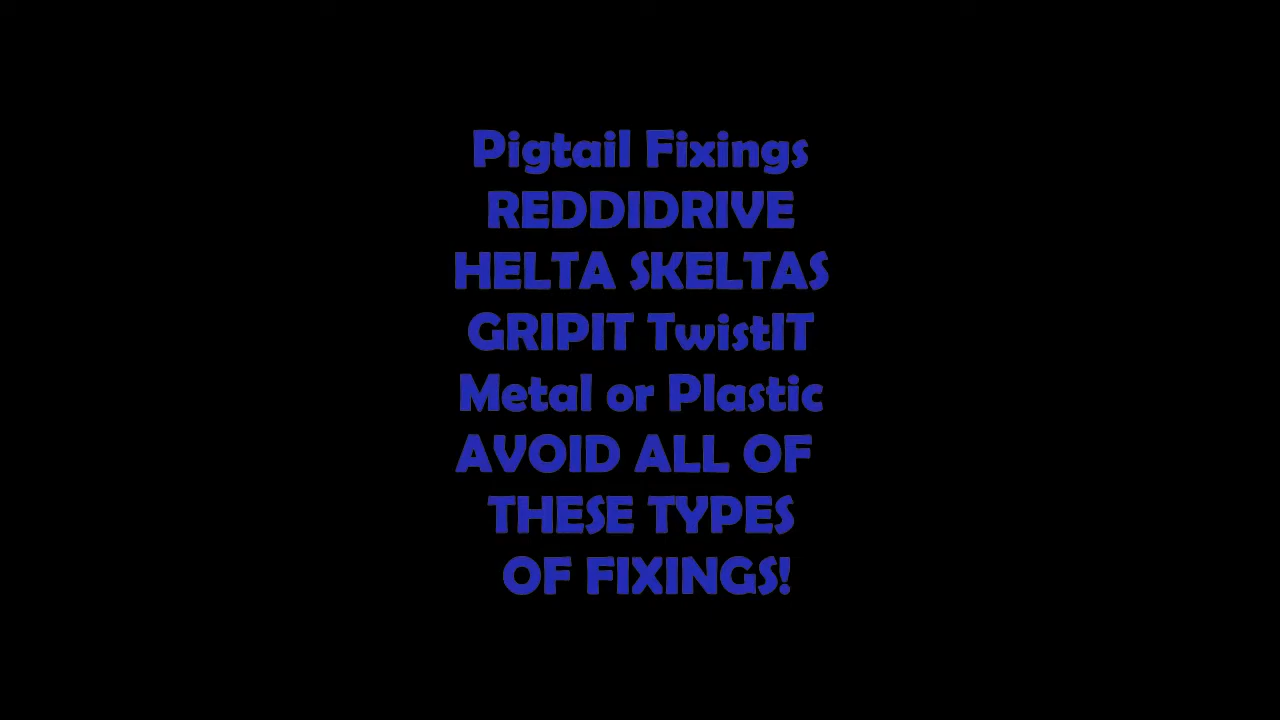 Pigtail Fixings
REDDIDRIVE
HELTA SKELTAS
GRIPIT TwistIT
Metal or Plastic
AVOID ALL OF
THESE TYPES
OF FIXINGS!